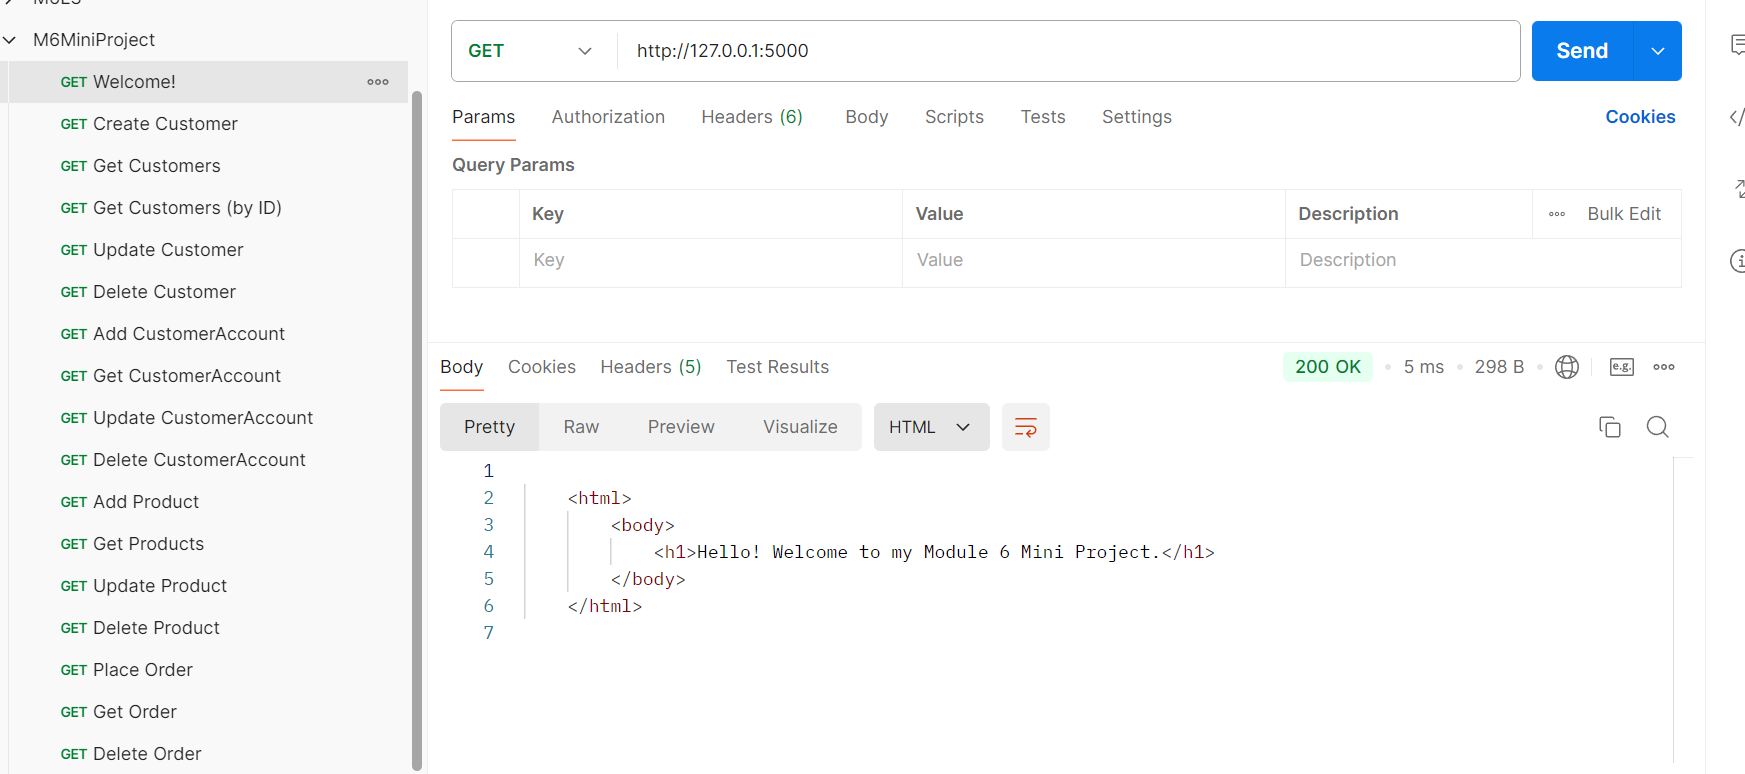 M6MiniProject
GET Welcome!
GET Create Customer
GET Get Customers
GET Get Customers (by ID)
GET Update Customer
GET Delete Customer
GET Add CustomerAccount
GET Get CustomerAccount
GET Update CustomerAccount
GET Delete CustomerAccount
GET Add Product
GET Get Products
GET Update Product
GET Delete Product
GET Place Order
GET Get Order
GET Delete Order
GET http://127.0.0.1:5000 Send
Params Authorization Headers (6) Body Scripts Tests Settings Cookies
Query Params
Key Value Description Bulk Edit
Key Value Description
Body Cookies Headers (5) Test Results 200 OK 5 ms 298 B e.g.
Pretty Raw Preview Visualize HTML
1
2 <html>
3 <body>
4 <h1>Hello! Welcome to my Module 6 Mini Project.</h1>
5 </body>
6 </html>
7